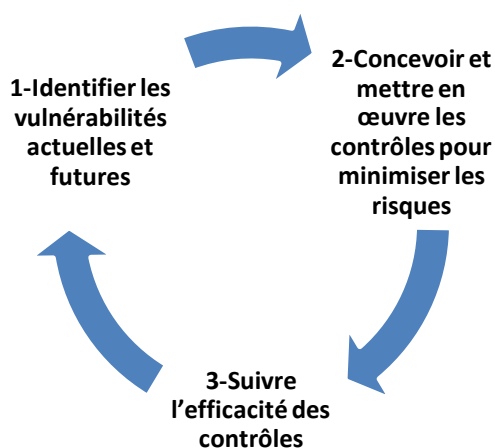 1-Identifier les
vulnérabilités
actuelles et
futures
2-Concevoir et
mettre en
œuvre les
contrôles pour
minimiser les
risques
3-Suivre
l’efficacité des
contrôles